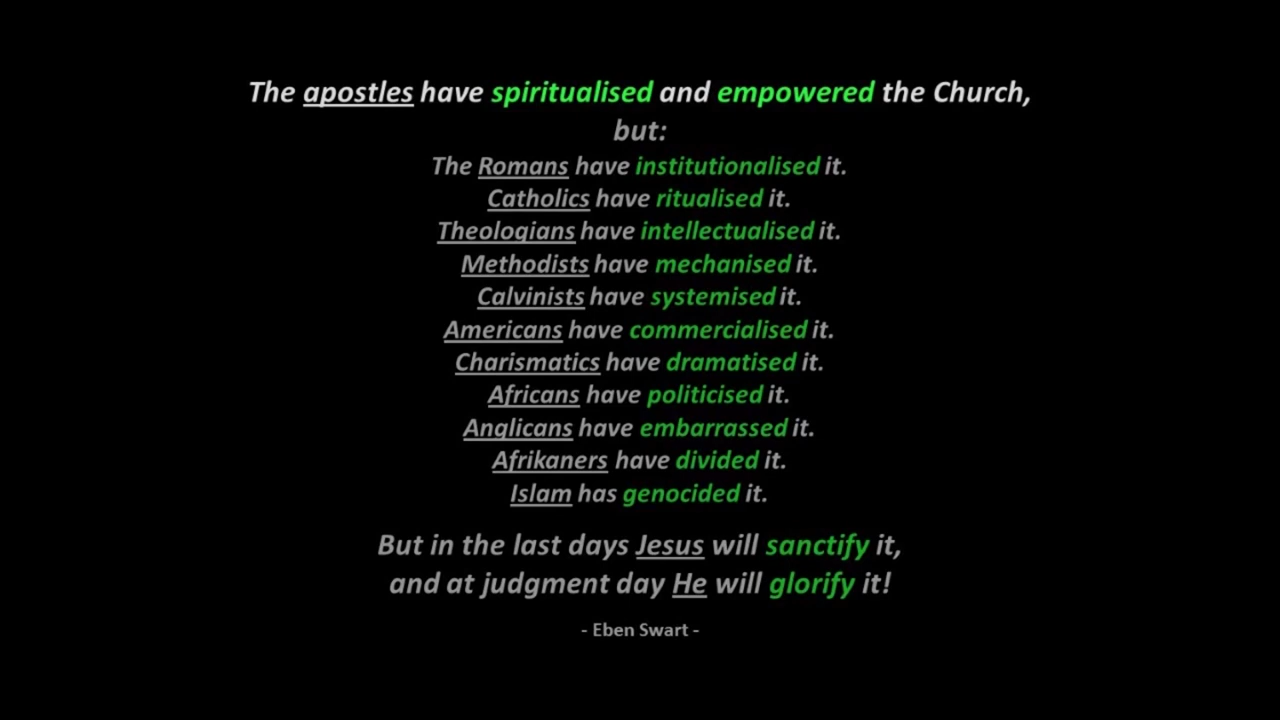 The apostles have spiritualised and empowered the Church,
but:
The Romans have institutionalised it.
Catholics have ritualised it.
Theologians have intellectualised it.
Methodists have mechanised it.
Calvinists have systemised it.
Americans have commercialised it.
Charismatics have dramatised it.
Africans have politicised it.
Anglicans have embarrassed it.
Afrikaners have divided it.
Islam has genocided it.
But in the last days Jesus will sanctify it,
and at judgment day He will glorify it!
- Eben Swart -